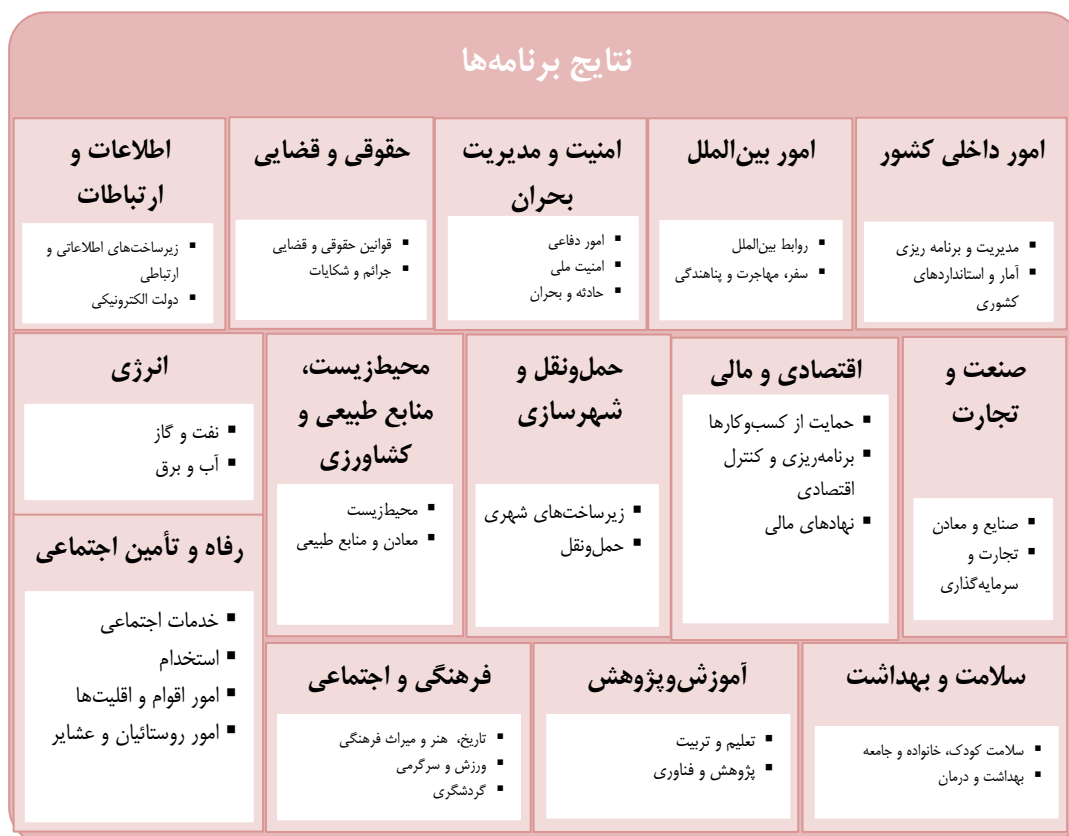 نتایج برنامه‌ها
امور داخلی کشور
▪ مدیریت و برنامه ریزی
▪ آمار و استانداردهای
کشوری
امور بین‌الملل
▪ روابط بین‌الملل
▪ سفر، مهاجرت و پناهندگی
امنیت و مدیریت
بحران
▪ امور دفاعی
▪ امنیت ملی
▪ حادثه و بحران
حقوقی و قضایی
▪ قوانین حقوقی و قضایی
▪ جرائم و شکایات
اطلاعات و
ارتباطات
▪ زیرساخت‌های اطلاعاتی و
ارتباطی
▪ دولت الکترونیکی
صنعت و
تجارت
▪ صنایع و معادن
▪ تجارت و
سرمایه‌گذاری
اقتصادی و مالی
▪ حمایت از کسب‌وکارها
▪ برنامه‌ریزی و کنترل
اقتصادی
▪ نهادهای مالی
حمل‌ونقل و
شهرسازی
▪ زیرساخت‌های شهری
▪ حمل‌ونقل
محیط‌زیست،
منابع طبیعی و
کشاورزی
▪ محیط‌زیست
▪ معادن و منابع طبیعی
انرژی
▪ نفت و گاز
▪ آب و برق
رفاه و تأمین اجتماعی
▪ خدمات اجتماعی
▪ استخدام
▪ امور اقوام و اقلیت‌ها
▪ امور روستائیان و عشایر
سلامت و بهداشت
▪ سلامت کودک، خانواده و جامعه
▪ بهداشت و درمان
آموزش‌وپژوهش
▪ تعلیم و تربیت
▪ پژوهش و فناوری
فرهنگی و اجتماعی
▪ تاریخ، هنر و میراث فرهنگی
▪ ورزش و سرگرمی
▪ گردشگری